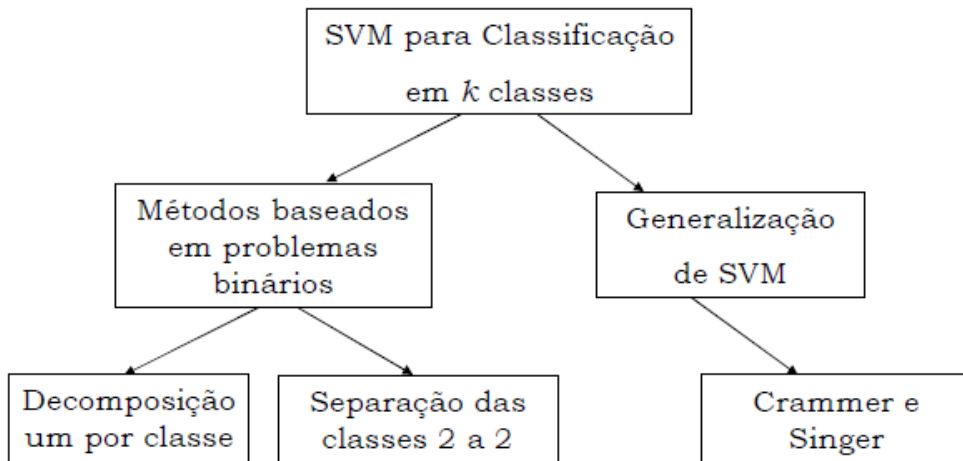 SVM para Classificação
em k classes
Métodos baseados
em problemas
binários
Generalização
de SVM
Decomposição
um por classe
Separação das
classes 2 a 2
Crammer e
Singer